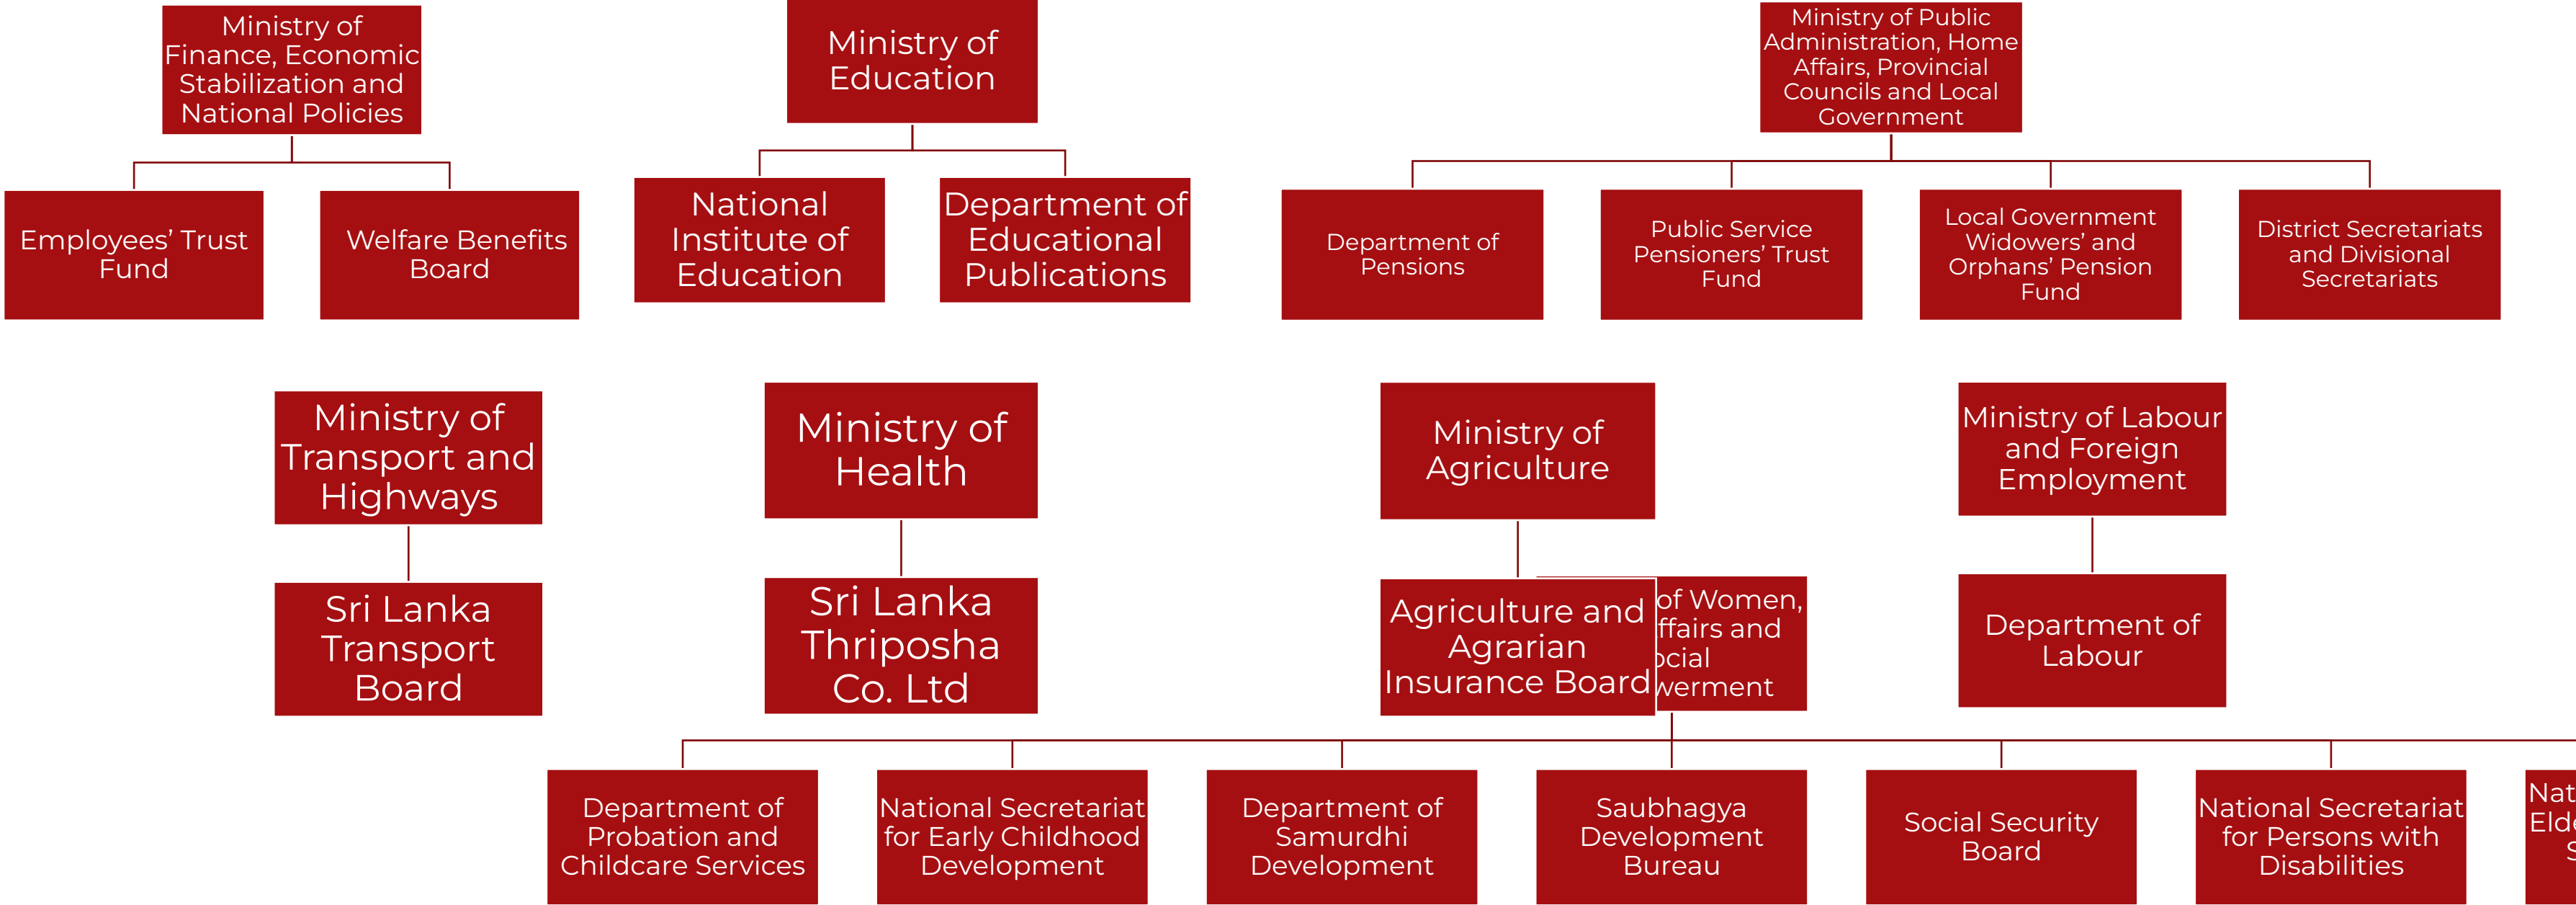 Ministry of
Finance, Economic
Stabilization and
National Policies
Employees’ Trust
Fund
Welfare Benefits
Board
Ministry of
Education
National
Institute of
Education
Department of
Educational
Publications
Ministry of Public
Administration, Home
Affairs, Provincial
Councils and Local
Government
Department of
Pensions
Public Service
Pensioners’ Trust
Fund
Local Government
Widowers’ and
Orphans’ Pension
Fund
District Secretariats
and Divisional
Secretariats
Ministry of
Transport and
Highways
Sri Lanka
Transport
Board
Ministry of
Health
Sri Lanka
Thriposha
Co. Ltd
Ministry of
Agriculture
Agriculture and
Agrarian
Insurance Board
of Women,
and
Ministry of Labour
and Foreign
Employment
Department of
Labour
Department of
Probation and
Childcare Services
National Secretariat
for Early Childhood
Development
Department of
Samurdhi
Development
Saubhagya
Development
Bureau
Social Security
Board
National Secretariat
for Persons with
Disabilities